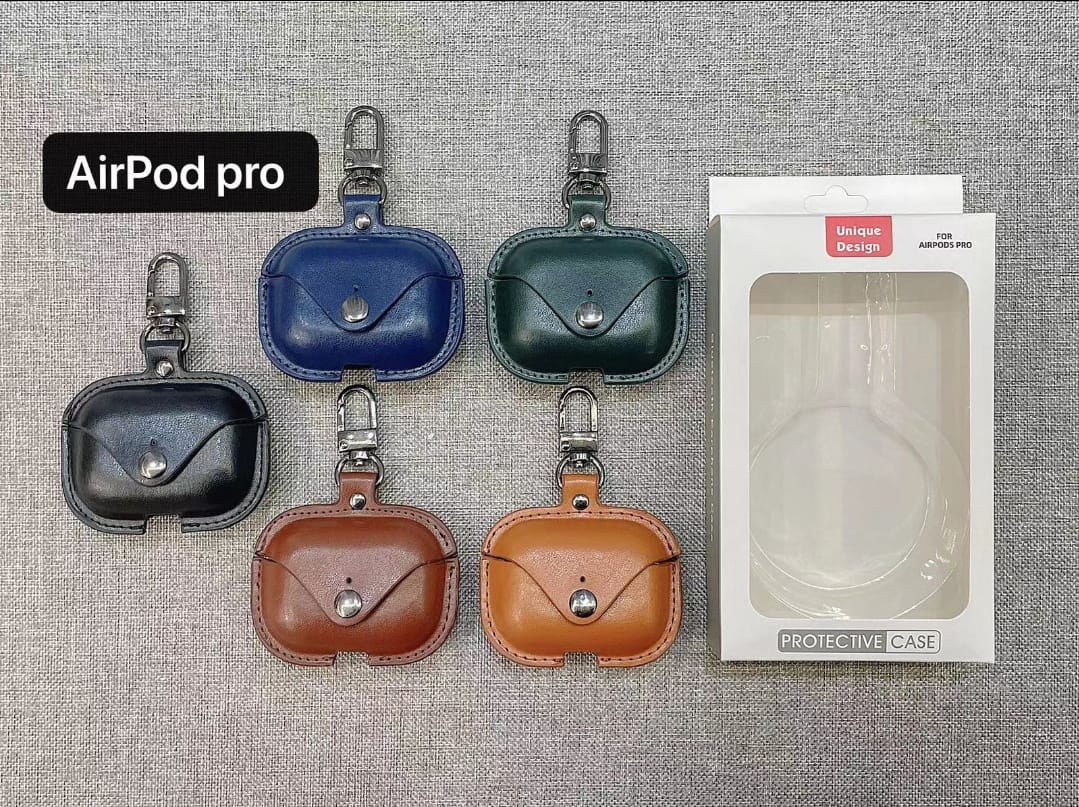 AirPod pro
Unique
Design
FOR
AIRPODS PRO
PROTECTIVE CASE